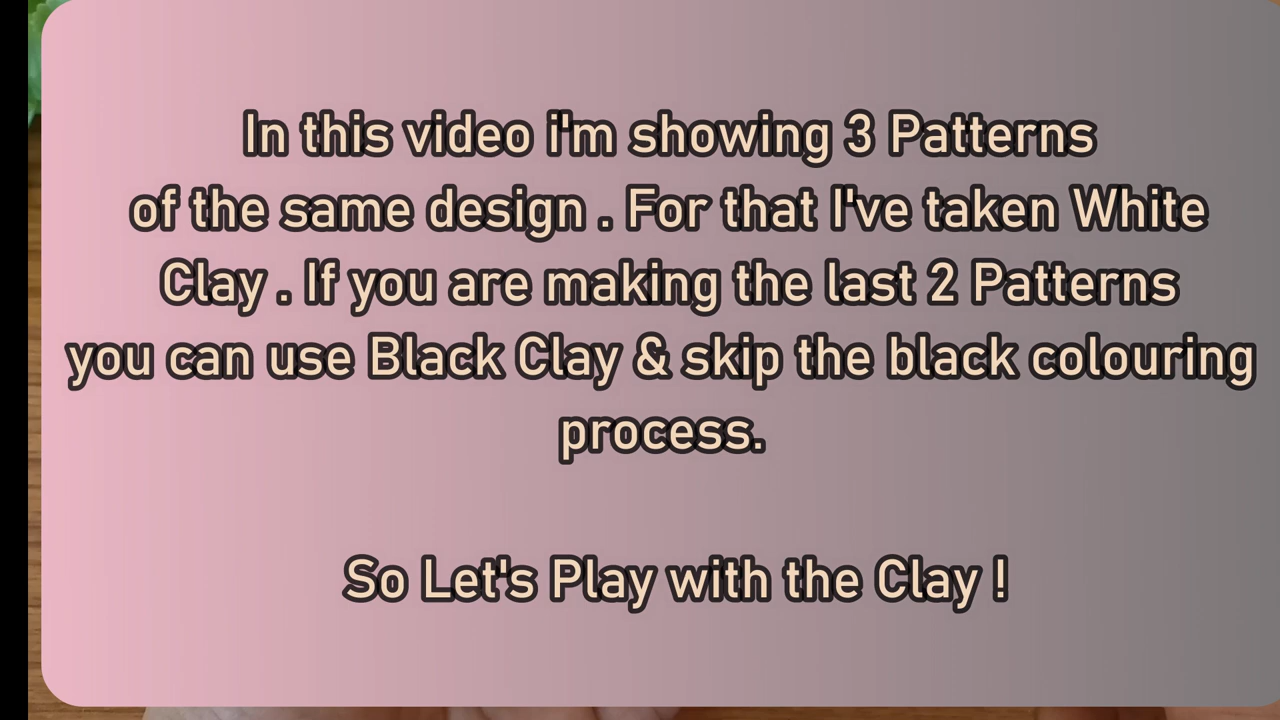 In this video i'm showing 3 Patterns
of the same design . For that I've taken White
Clay . If you are making the last 2 Patterns
you can use Black Clay & skip the black colouring
process.
So Let's Play with the Clay !